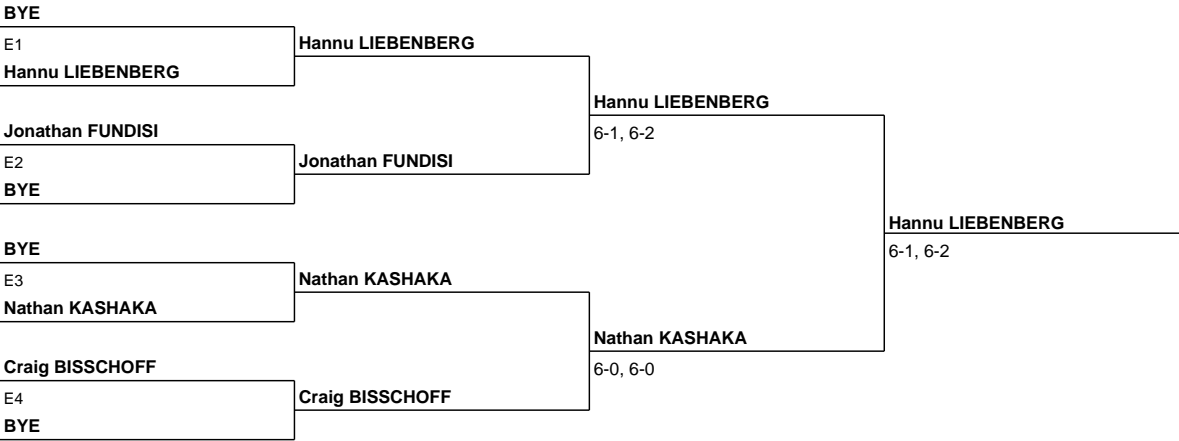 BYE
E1
Hannu LIEBENBERG
Hannu LIEBENBERG
Jonathan FUNDISI
E2
BYE
Jonathan FUNDISI
Hannu LIEBENBERG
6-1, 6-2
BYE
E3
Nathan KASHAKA
Nathan KASHAKA
Craig BISSCHOFF
E4
BYE
Craig BISSCHOFF
Nathan KASHAKA
6-0, 6-0
Hannu LIEBENBERG
6-1, 6-2